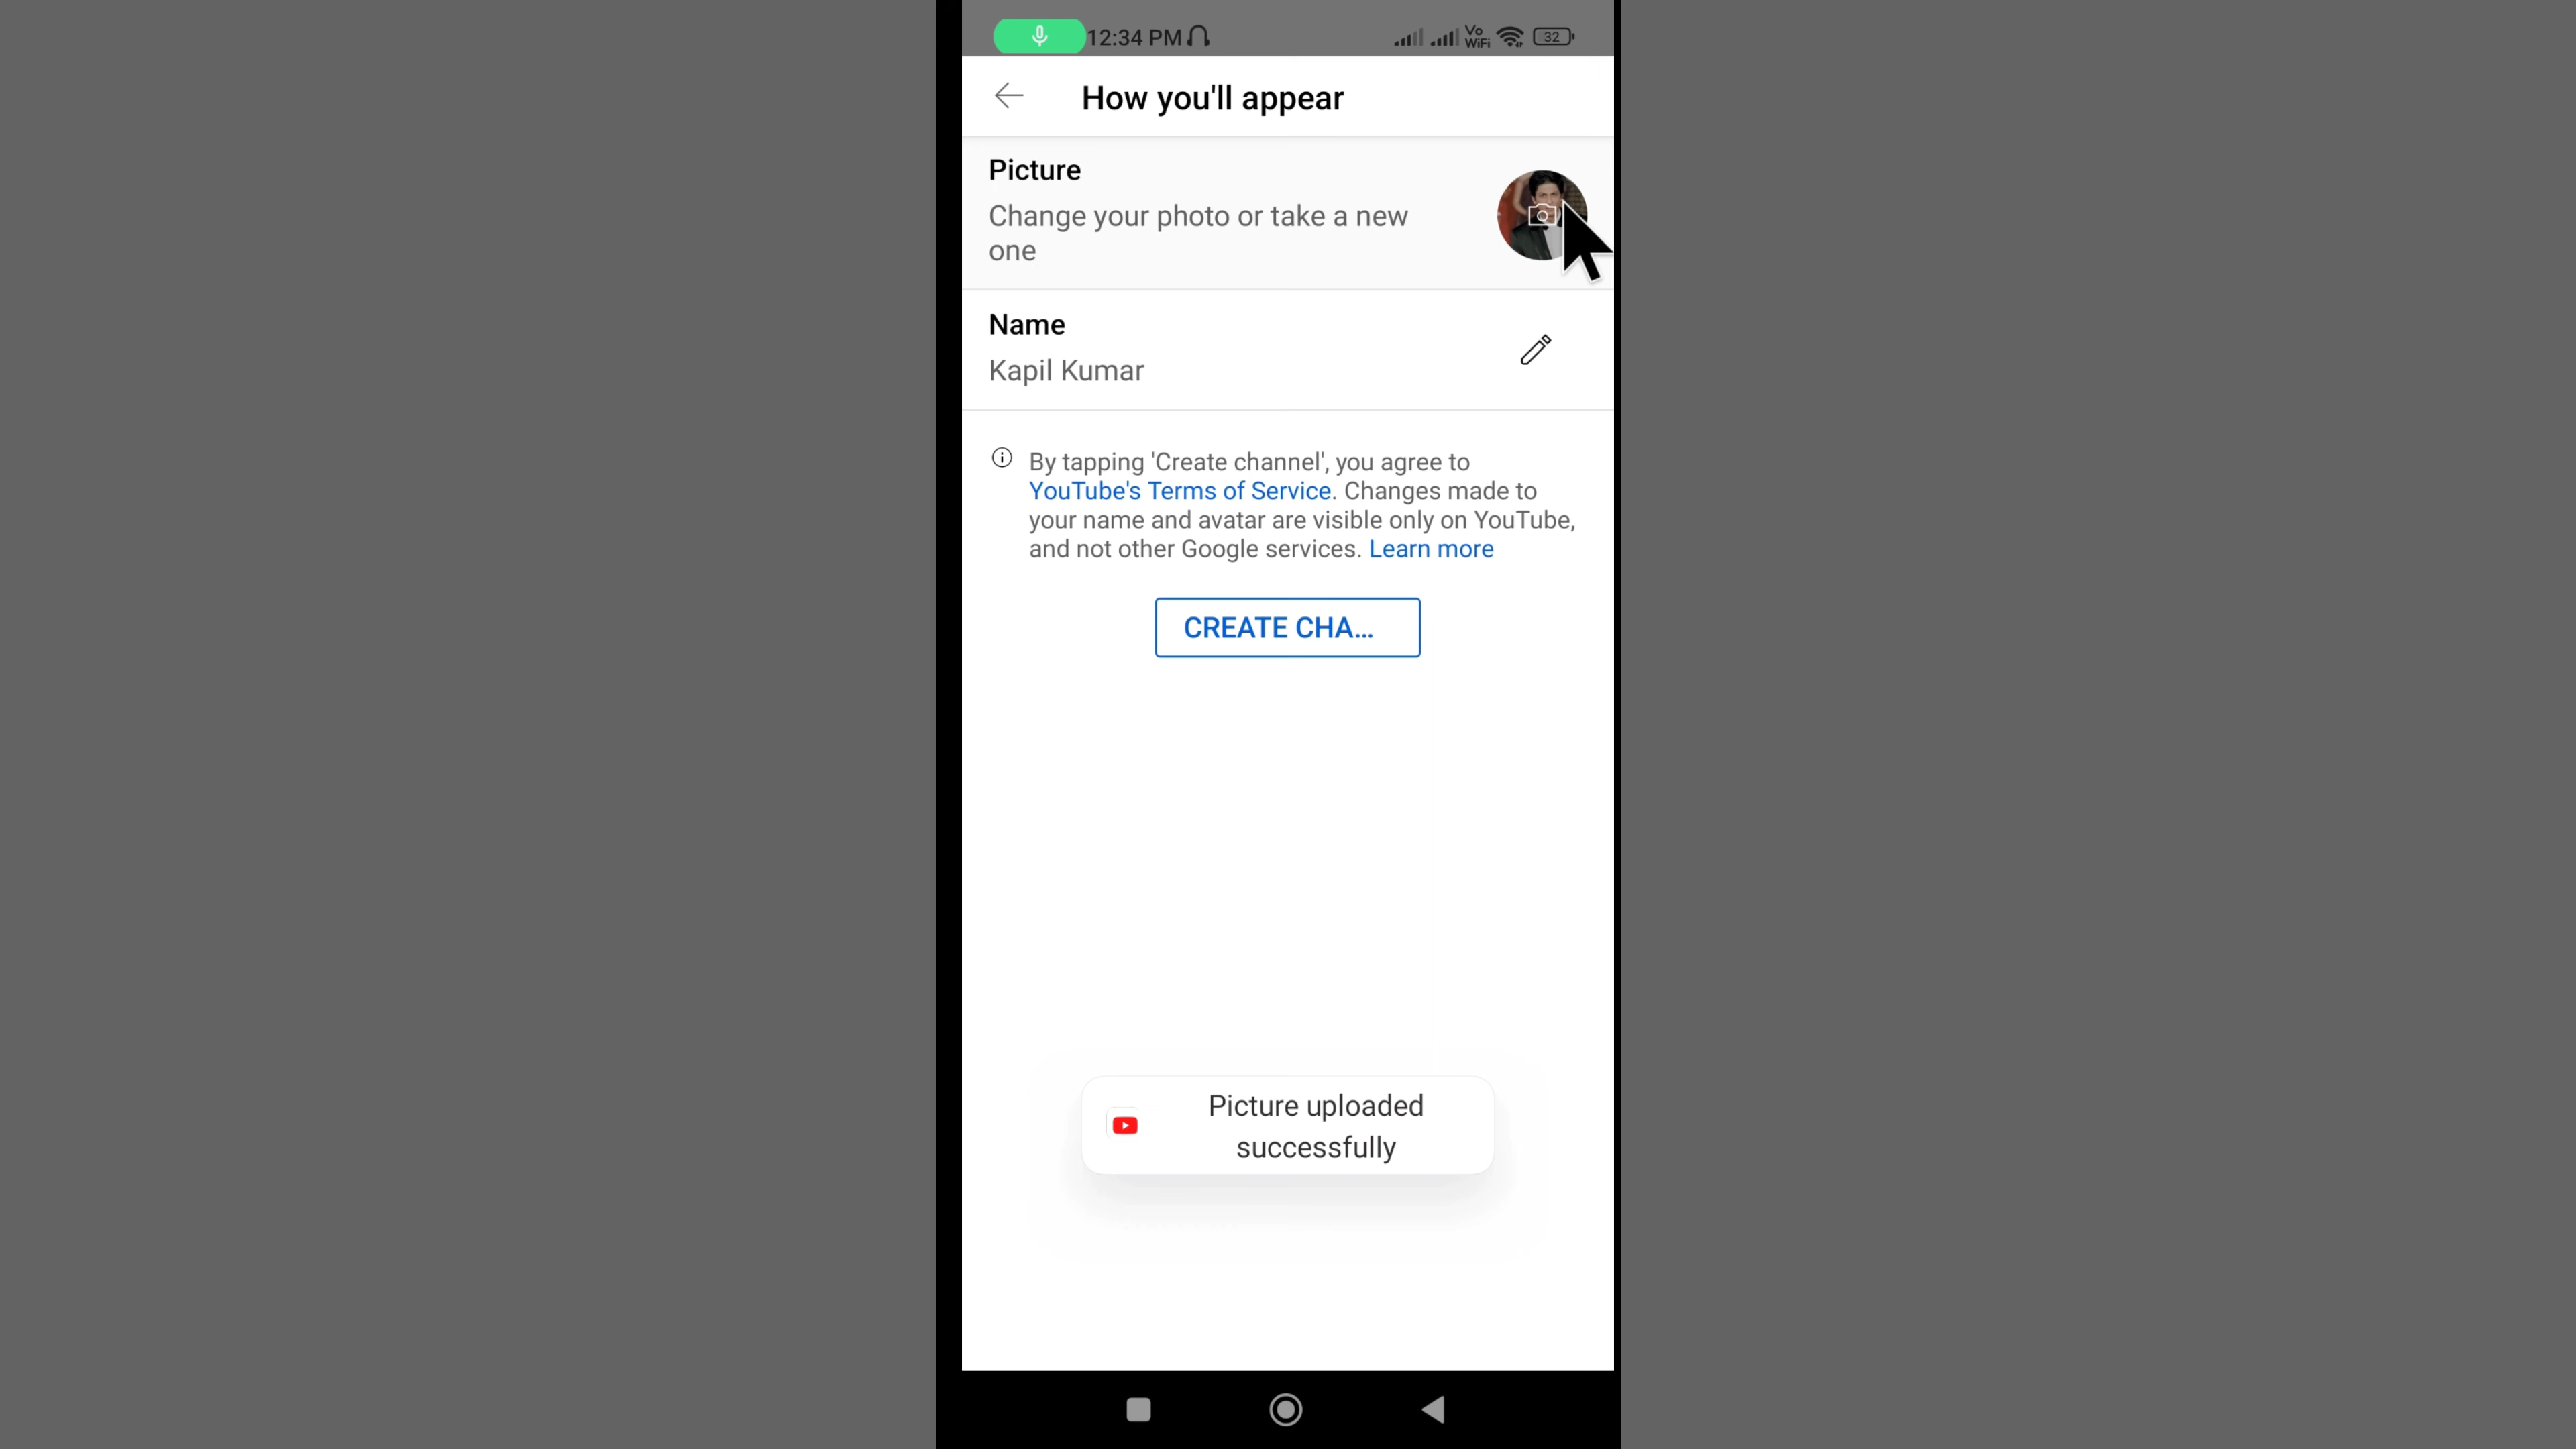 12:34 PM
Vo
WiFi
32
How you'll appear
Picture
Change your photo or take a new
one
Name
Kapil Kumar
By tapping 'Create channel', you agree to
YouTube's Terms of Service. Changes made to
your name and avatar are visible only on YouTube,
and not other Google services. Learn more
CREATE CHA...
Picture uploaded
successfully